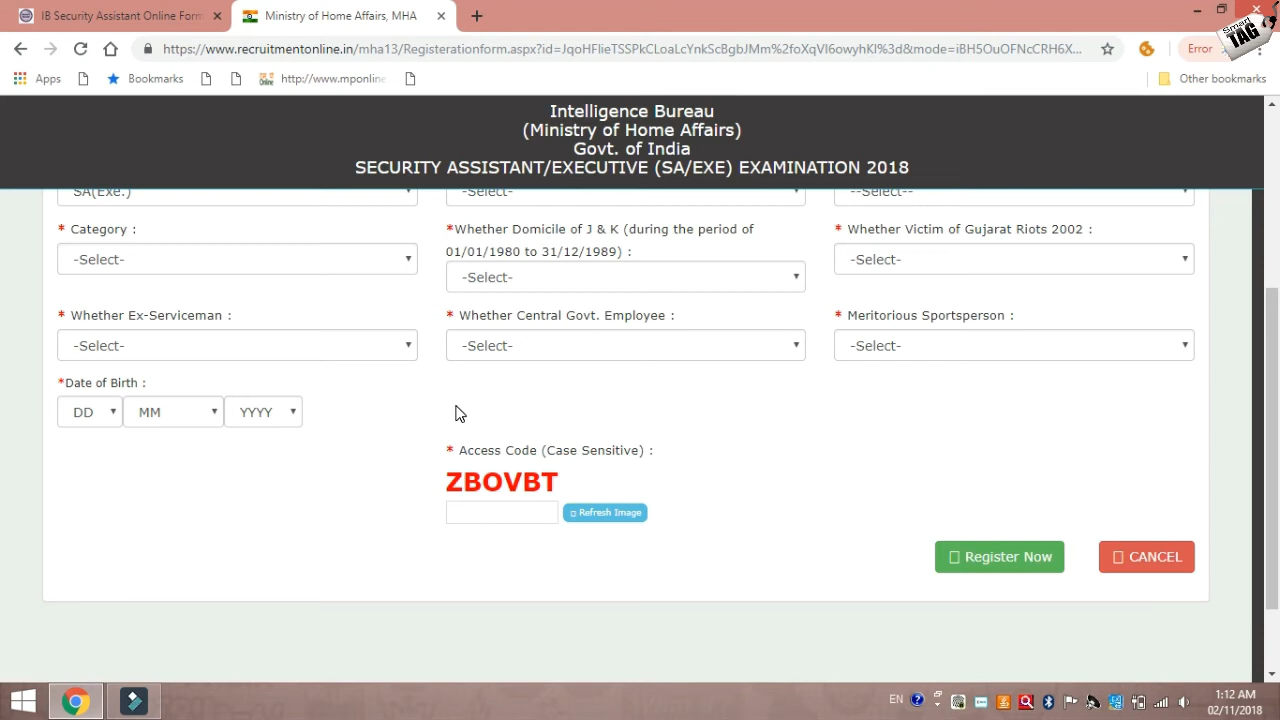 IB Security Assistant Online Form
Ministry of Home Affairs, MHA
https://www.recruitmentonline.in/mha13/Registerationform.aspx?id=JqoHFlieTSSPkCLoaLcYnkScBgbJMm%2foXqVI6owyhKI%3d&mode=iBH5OuOFNcCRH6X...
Error
Smart TAG
Apps
Bookmarks
http://www.mponline
Other bookmarks
Intelligence Bureau
(Ministry of Home Affairs)
Govt. of India
SECURITY ASSISTANT/EXECUTIVE (SA/EXE) EXAMINATION 2018
SA(Exe.) -Select- --Select--
* Category :
-Select-
*Whether Domicile of J & K (during the period of
01/01/1980 to 31/12/1989) :
-Select-
* Whether Victim of Gujarat Riots 2002 :
-Select-
* Whether Ex-Serviceman :
-Select-
* Whether Central Govt. Employee :
-Select-
* Meritorious Sportsperson :
-Select-
*Date of Birth :
DD MM YYYY
* Access Code (Case Sensitive) :
ZBOVBT
Refresh Image
Register Now
CANCEL
EN
1:12 AM
02/11/2018